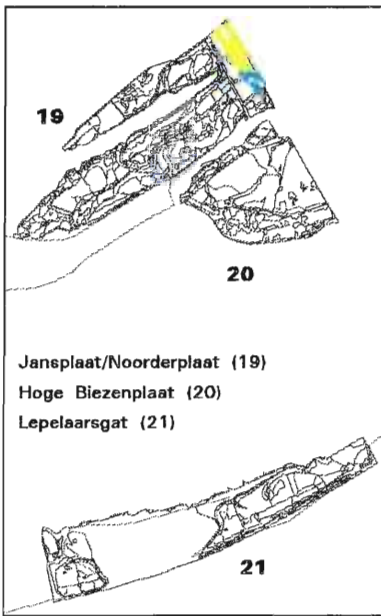 19
20
Jansplaat/Noorderplaat (19)
Hoge Biezenplaat (20)
Lepelaarsgat (21)
21